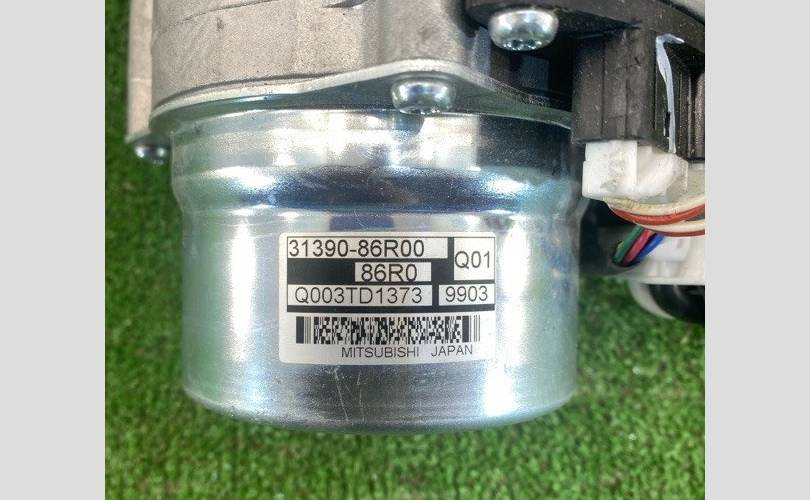 31390-86R00 Q01
86R0
Q003TD1373 9903
MITSUBISHI JAPAN